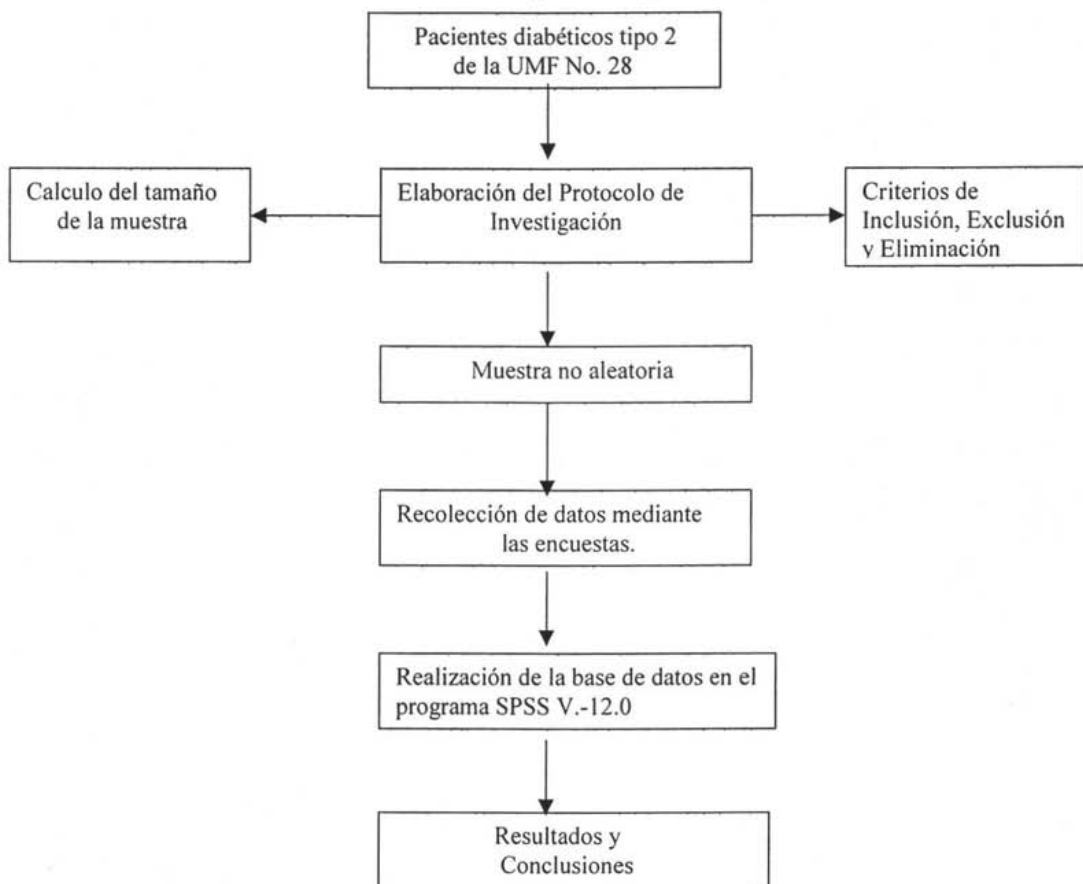 Pacientes diabéticos tipo 2
de la UMF No. 28
Calculo del tamaño
de la muestra
Elaboración del Protocolo de
Investigación
Criterios de
Inclusión, Exclusión
y Eliminación
Muestra no aleatoria
Recolección de datos mediante
las encuestas.
Realización de la base de datos en el
programa SPSS V.-12.0
Resultados y
Conclusiones